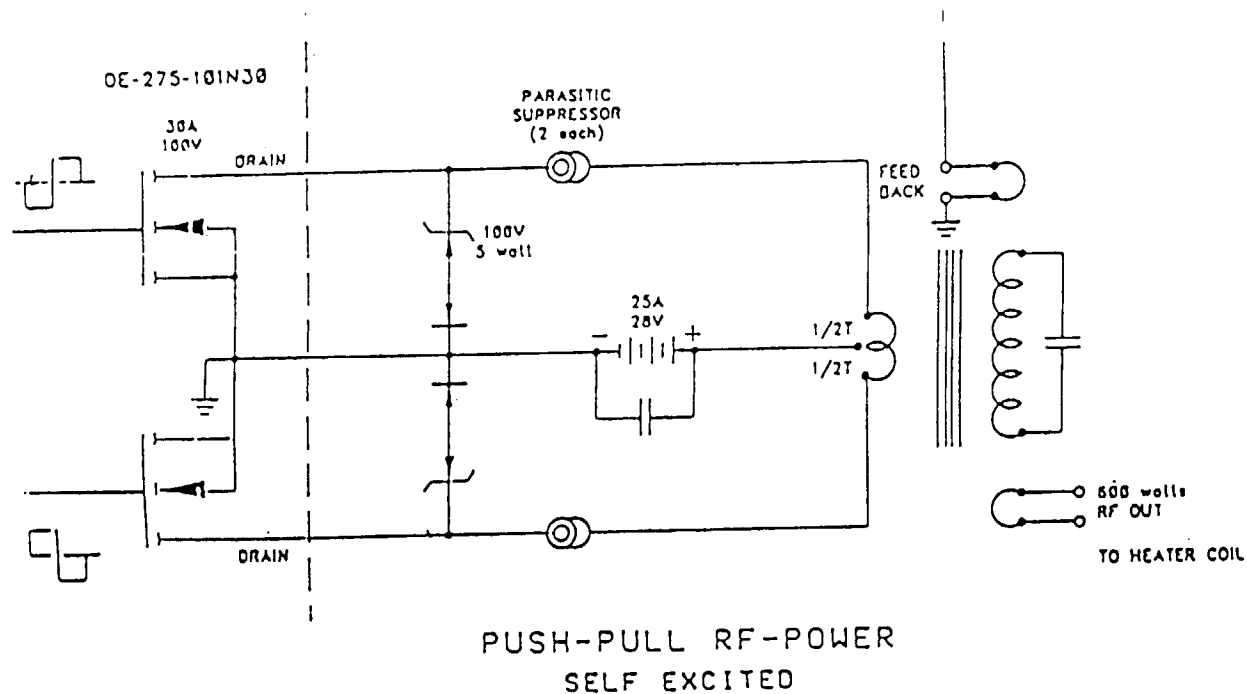 DE-275-101N30
30A
100V
DRAIN
PARASITIC
SUPPRESSOR
(2 each)
FEED
BACK
100V
5 watt
25A
28V
- +
1/2T
1/2T
DRAIN
600 watts
RF OUT
TO HEATER COIL
PUSH-PULL RF-POWER
SELF EXCITED